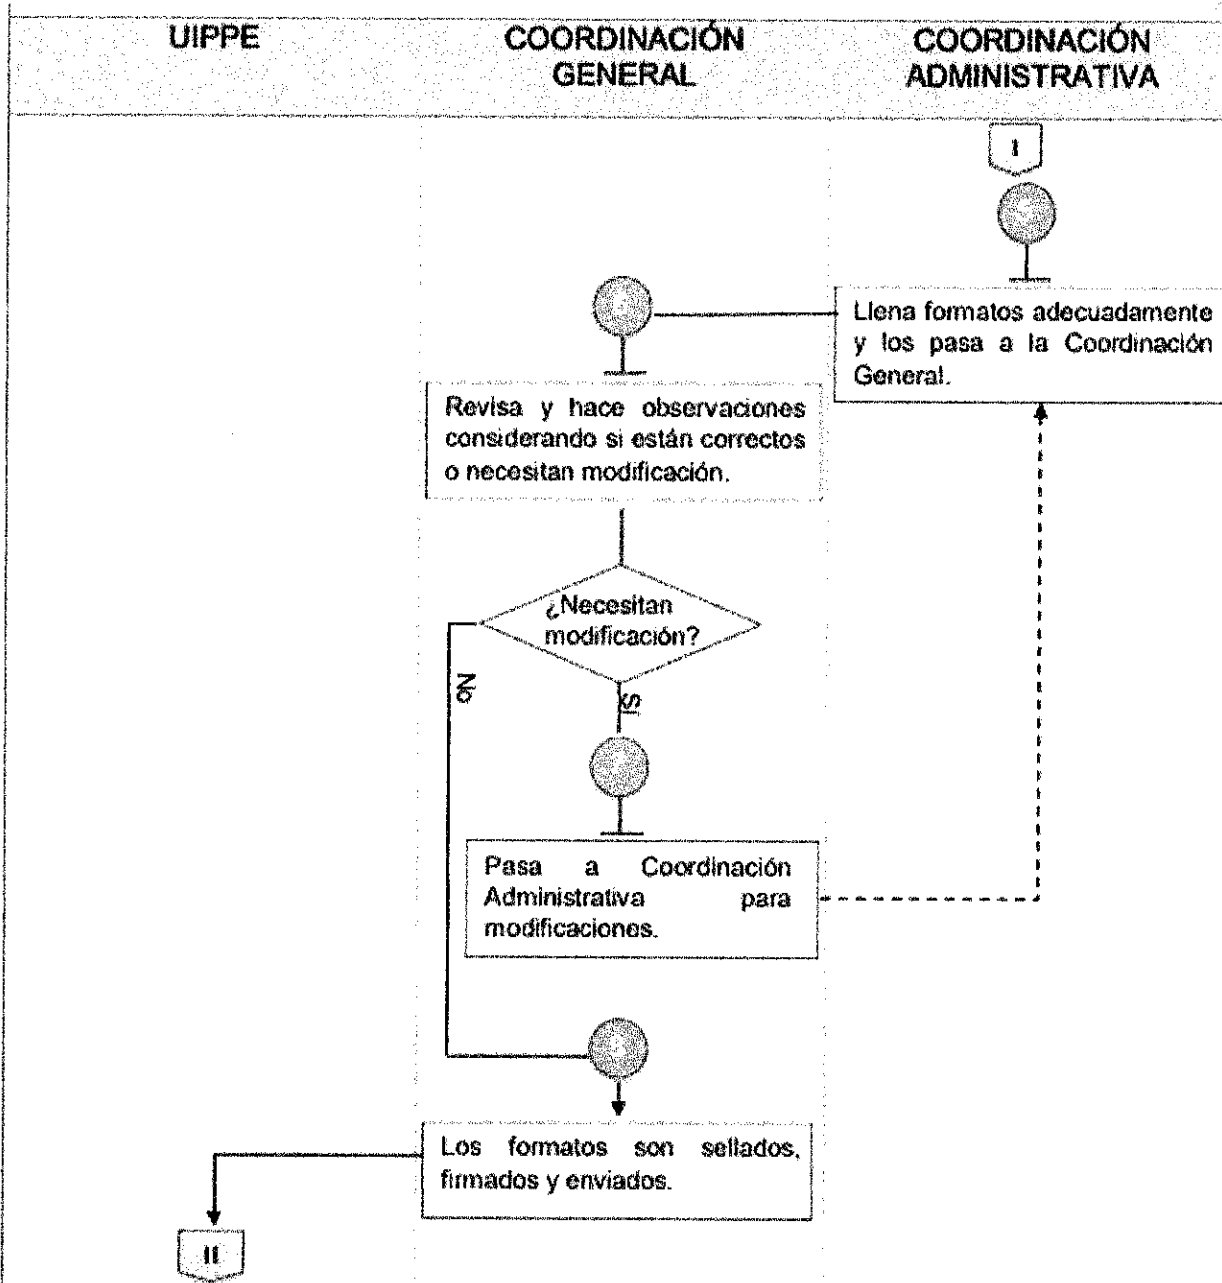 UIPPE
COORDINACIÓN
GENERAL
COORDINACIÓN
ADMINISTRATIVA
I
Llena formatos adecuadamente
y los pasa a la Coordinación
General.
Revisa y hace observaciones
considerando si están correctos
o necesitan modificación.
¿Necesitan
modificación?
No
Sí
Pasa a Coordinación
Administrativa para
modificaciones.
Los formatos son sellados,
firmados y enviados.
II